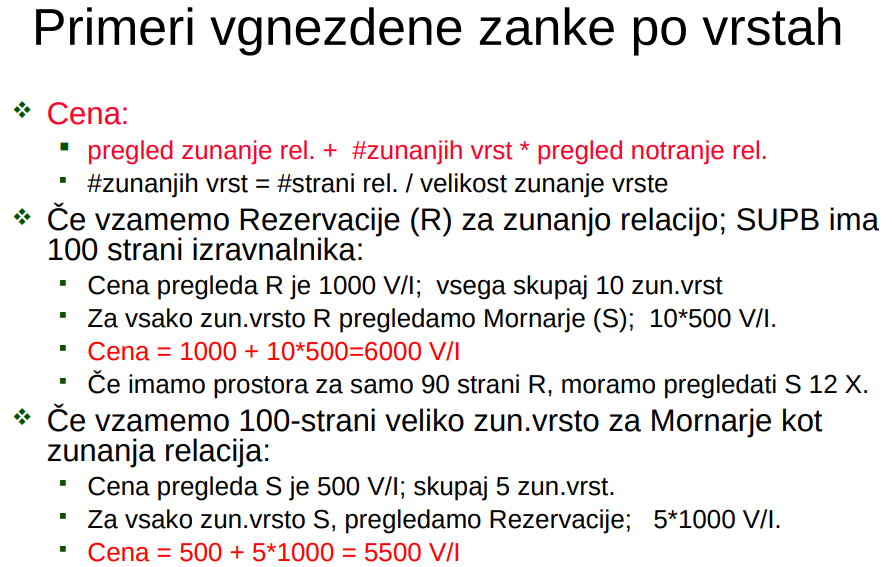 Primeri vgnezdene zanke po vrstah
Cena:
pregled zunanje rel. + #zunanjih vrst * pregled notranje rel.
#zunanjih vrst = #strani rel. / velikost zunanje vrste
Če vzamemo Rezervacije (R) za zunanjo relacijo; SUPB ima
100 strani izravnalnika:
Cena pregleda R je 1000 V/I; vsega skupaj 10 zun.vrst
Za vsako zun.vrsto R pregledamo Mornarje (S); 10*500 V/I.
Cena = 1000 + 10*500=6000 V/I
Če imamo prostora za samo 90 strani R, moramo pregledati S 12 X.
Če vzamemo 100-strani veliko zun.vrsto za Mornarje kot
zunanja relacija:
Cena pregleda S je 500 V/I; skupaj 5 zun.vrst.
Za vsako zun.vrsto S, pregledamo Rezervacije; 5*1000 V/I.
Cena = 500 + 5*1000 = 5500 V/I